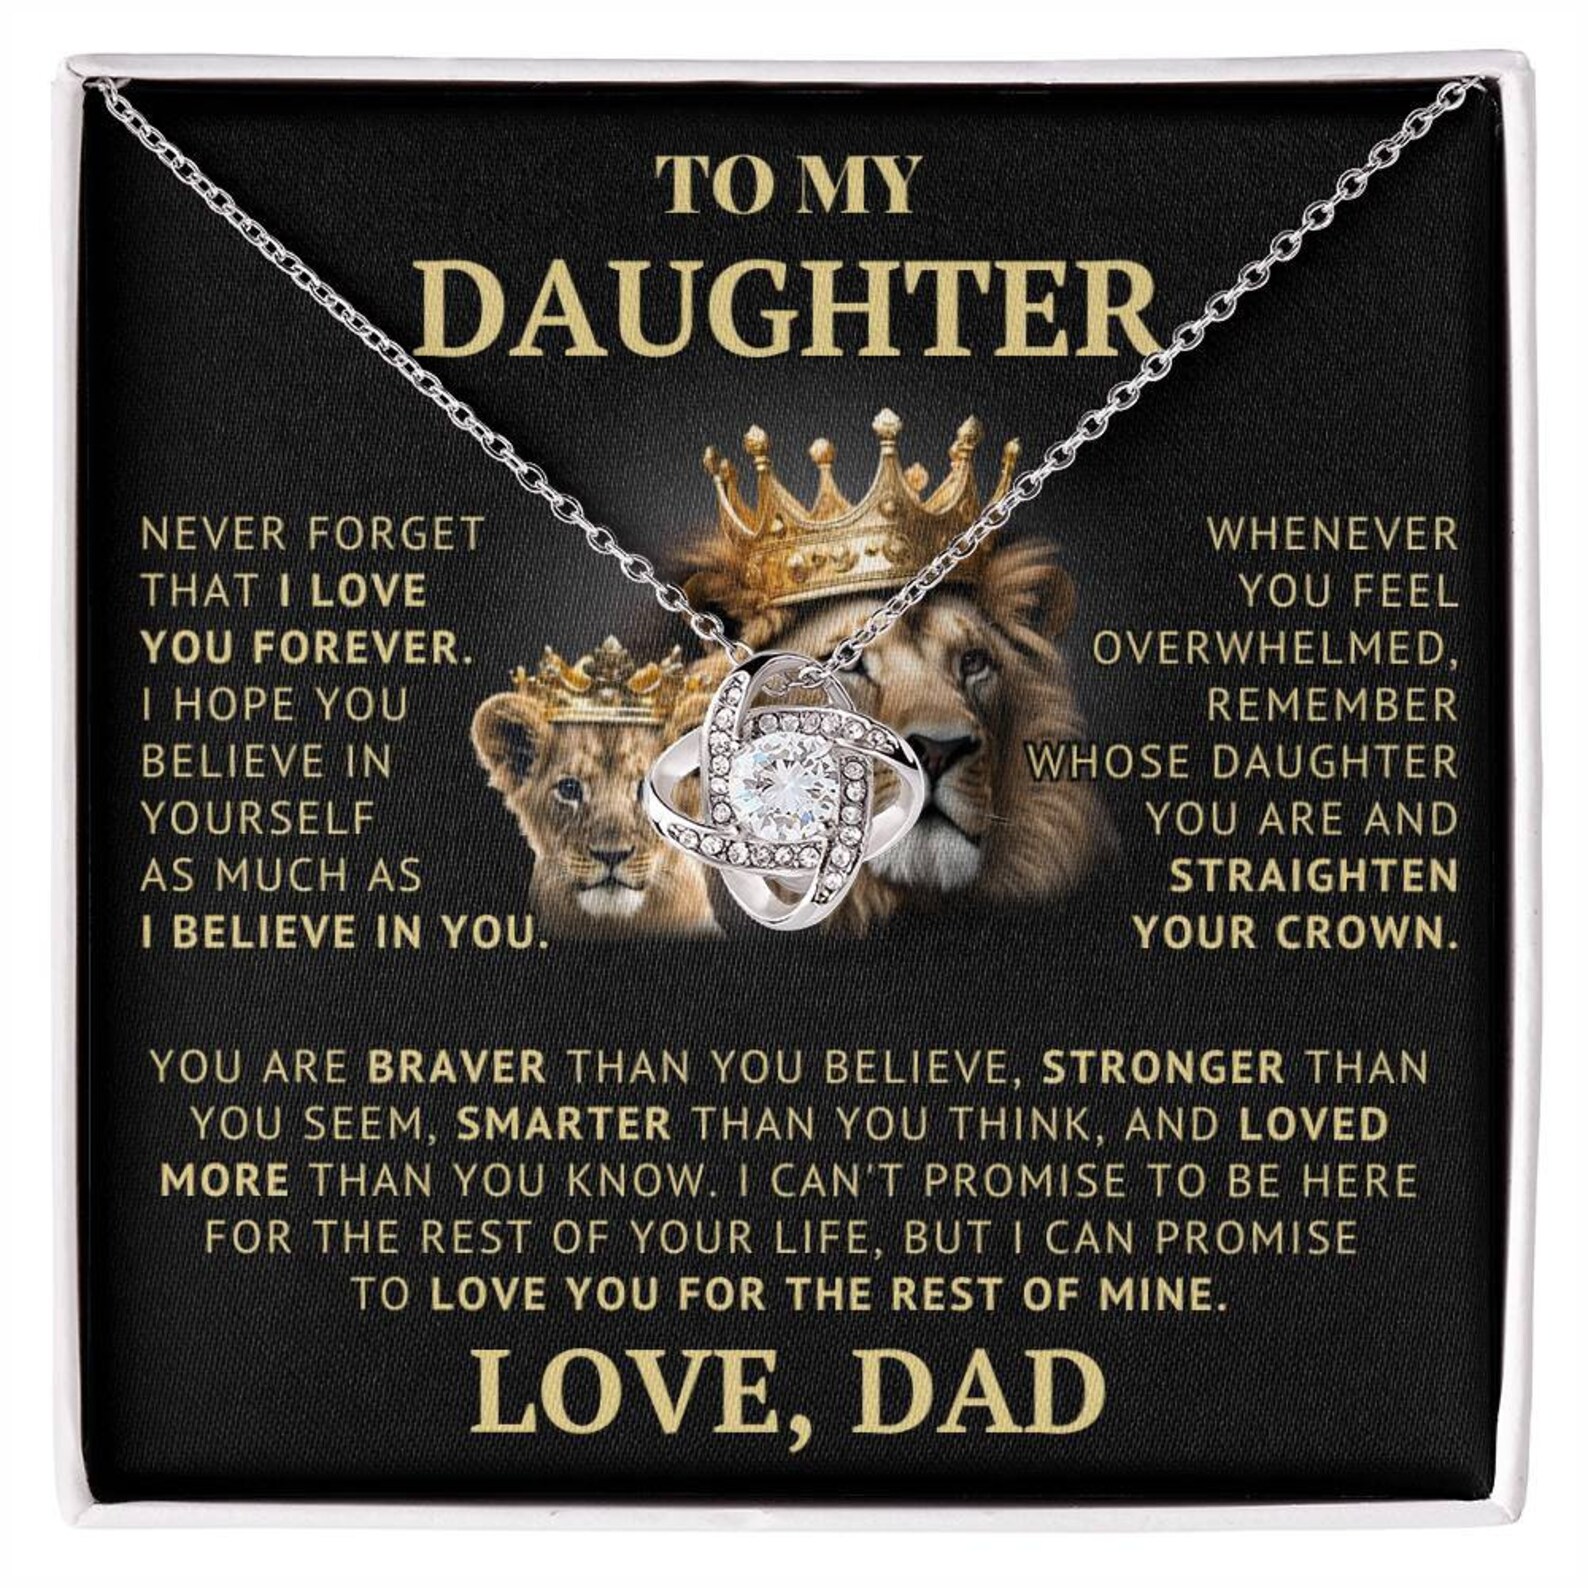 TO MY
DAUGHTER
NEVER FORGET
THAT I LOVE
YOU FOREVER.
I HOPE YOU
BELIEVE IN
YOURSELF
AS MUCH AS
I BELIEVE IN YOU.
WHENEVER
YOU FEEL
OVERWHELMED,
REMEMBER
WHOSE DAUGHTER
YOU ARE AND
STRAIGHTEN
YOUR CROWN.
YOU ARE BRAVER THAN YOU BELIEVE, STRONGER THAN
YOU SEEM, SMARTER THAN YOU THINK, AND LOVED
MORE THAN YOU KNOW. I CAN'T PROMISE TO BE HERE
FOR THE REST OF YOUR LIFE, BUT I CAN PROMISE
TO LOVE YOU FOR THE REST OF MINE.
LOVE, DAD